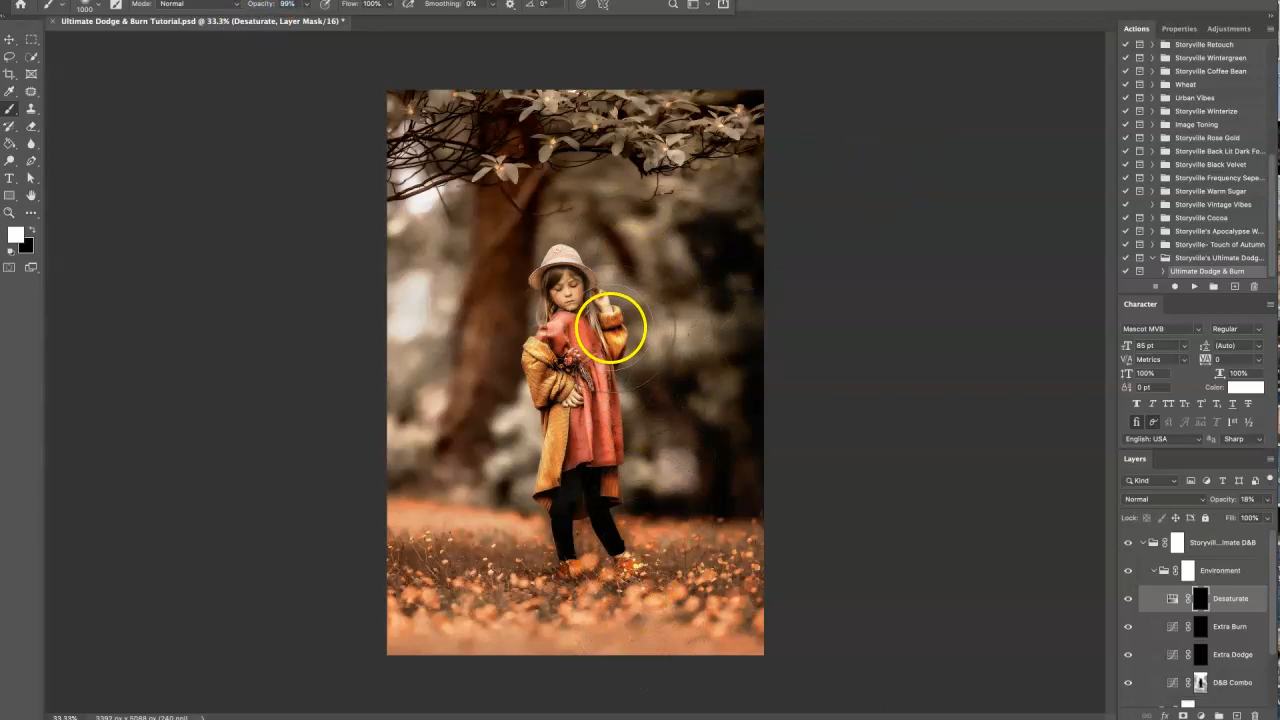 1000
Mode: Normal
Opacity: 99%
Flow: 100%
Smoothing: 0%
0°
× Ultimate Dodge & Burn Tutorial.psd @ 33.3% (Desaturate, Layer Mask/16) *
Actions Properties Adjustments
Storyville Retouch
Storyville Wintergreen
Storyville Coffee Bean
Wheat
Urban Vibes
Storyville Winterize
Image Toning
Storyville Rose Gold
Storyville Back Lit Dark Fo...
Storyville Black Velvet
Storyville Frequency Sepe...
Storyville Warm Sugar
Storyville Vintage Vibes
Storyville Cocoa
Storyville's Apocalypse W...
Storyville- Touch of Autumn
Storyville's Ultimate Dodg...
Ultimate Dodge & Burn
Character
Mascot MVB Regular
85 pt (Auto)
Metrics 0
100% 100%
0 pt Color:
English: USA Sharp
Layers
Kind
Normal Opacity: 18%
Lock: Fill: 100%
Storyvill...imate D&B
Environment
Desaturate
Extra Burn
Extra Dodge
D&B Combo
33.33% 3392 px x 5088 px (240 ppi)